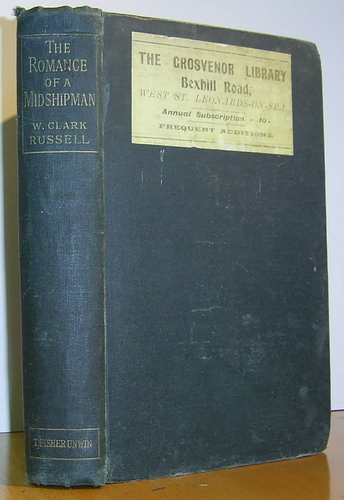 THE
ROMANCE
OF A
MIDSHIPMAN
W. CLARK
RUSSELL
T. FISHER UNWIN
THE GROSVENOR LIBRARY
Bexhill Road,
WEST ST. LEONARDS-ON-SEA.
Annual Subscription - 10/-
FREQUENT ADDITIONS.